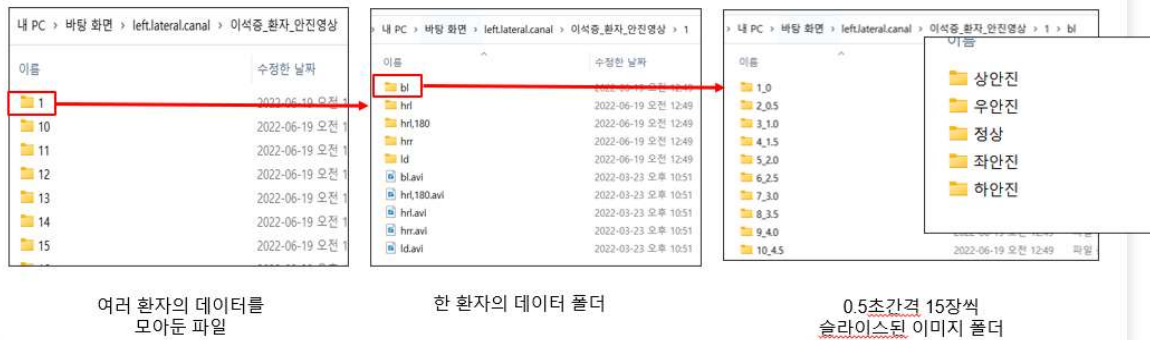 내 PC › 바탕 화면 › left.lateral.canal › 이석증_환자_안진영상
이름 수정한 날짜
1 2022-06-19 오전 1
10 2022-06-19 오전 1
11 2022-06-19 오전 1
12 2022-06-19 오전 1
13 2022-06-19 오전 1
14 2022-06-19 오전 1
15 2022-06-19 오전 1
› 내 PC › 바탕 화면 › left.lateral.canal › 이석증_환자_안진영상 › 1
이름 수정한 날짜
bl 2022-06-19 오전 12:49
hrl 2022-06-19 오전 12:49
hrl,180 2022-06-19 오전 12:49
hrr 2022-06-19 오전 12:49
ld 2022-06-19 오전 12:49
bl.avi 2022-03-23 오후 10:51
hrl,180.avi 2022-03-23 오후 10:51
hrl.avi 2022-03-23 오후 10:51
hrr.avi 2022-03-23 오후 10:51
ld.avi 2022-03-23 오후 10:51
› 내 PC › 바탕 화면 › left.lateral.canal › 이석증_환자_안진영상 › 1 › bl
이름
1_0
2_0.5
3_1.0
4_1.5
5_2.0
6_2.5
7_3.0
8_3.5
9_4.0
10_4.5 2022-06-19 오전 12:49 파일
이름
상안진
우안진
정상
좌안진
하안진
여러 환자의 데이터를
모아둔 파일
한 환자의 데이터 폴더
0.5초간격 15장씩
슬라이스된 이미지 폴더